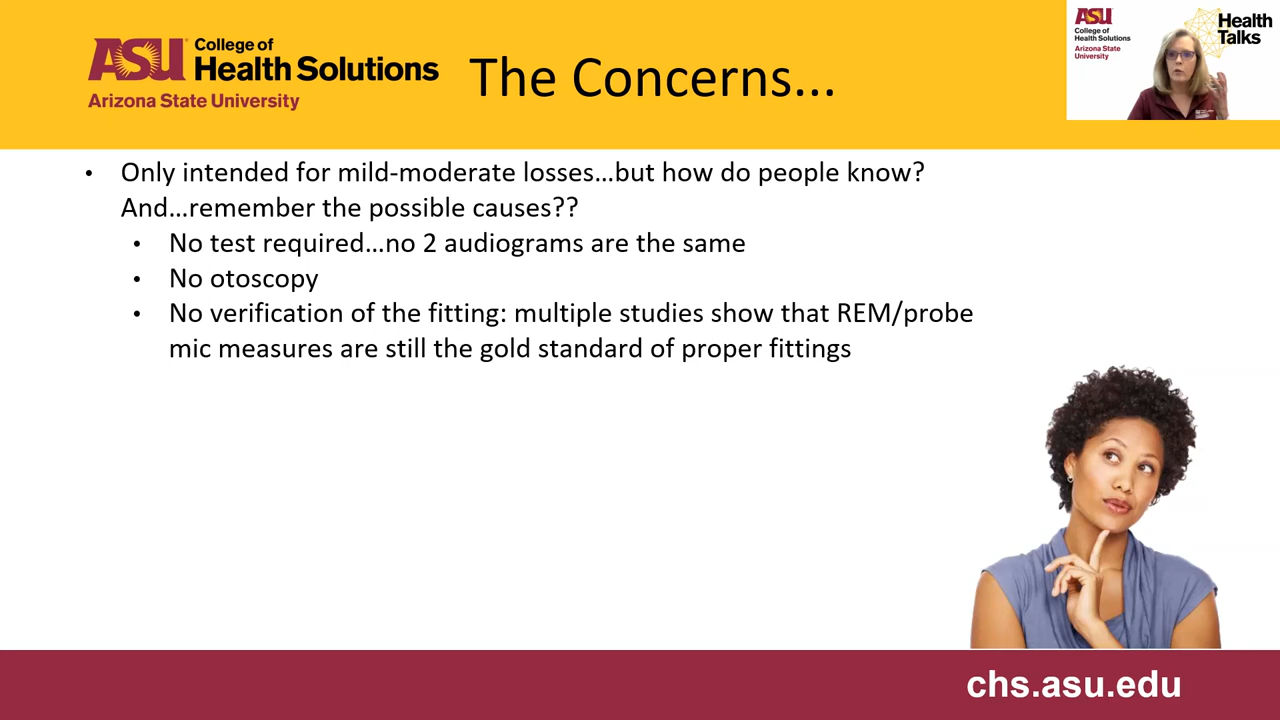 ASU College of
Health Solutions
Arizona State University
The Concerns...
ASU
College of
Health Solutions
Arizona State
University
Health
Talks
• Only intended for mild-moderate losses...but how do people know?
And...remember the possible causes??
• No test required...no 2 audiograms are the same
• No otoscopy
• No verification of the fitting: multiple studies show that REM/probe
mic measures are still the gold standard of proper fittings
chs.asu.edu